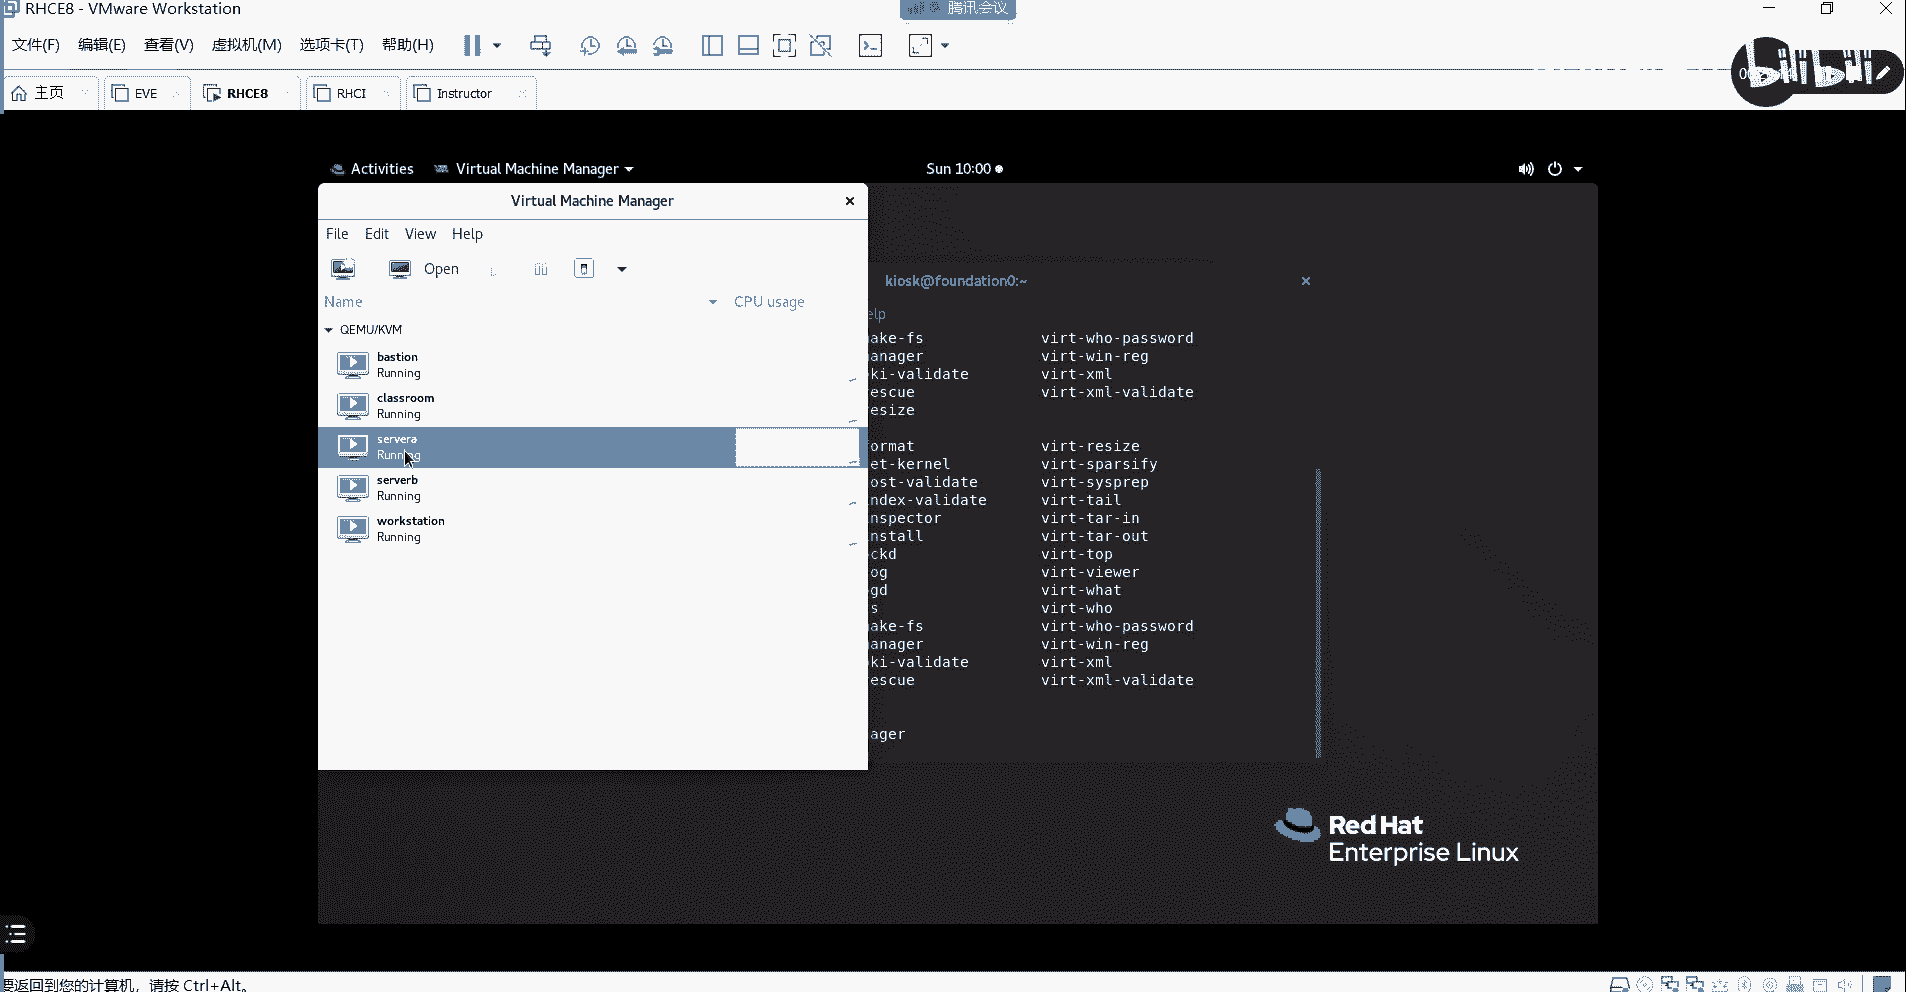 RHCE8 - VMware Workstation
腾讯会议
文件(F) 编辑(E) 查看(V) 虚拟机(M) 选项卡(T) 帮助(H)
bilibili
主页 EVE RHCE8 RHCI Instructor
Activities Virtual Machine Manager Sun 10:00
Virtual Machine Manager
File Edit View Help
Open
Name CPU usage
QEMU/KVM
bastion
Running
classroom
Running
servera
Running
serverb
Running
workstation
Running
kiosk@foundation0:~
elp
ake-fs virt-who-password
anager virt-win-reg
ki-validate virt-xml
escue virt-xml-validate
esize
ormat virt-resize
et-kernel virt-sparsify
ost-validate virt-sysprep
ndex-validate virt-tail
nspector virt-tar-in
nstall virt-tar-out
ckd virt-top
og virt-viewer
gd virt-what
s virt-who
ake-fs virt-who-password
anager virt-win-reg
ki-validate virt-xml
escue virt-xml-validate
ager
Red Hat
Enterprise Linux
要返回到您的计算机，请按 Ctrl+Alt。